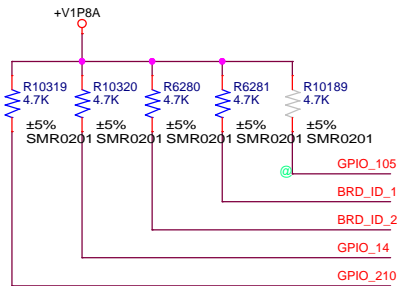 +V1P8A
R10319 R10320 R6280 R6281 R10189
4.7K 4.7K 4.7K 4.7K 4.7K
±5% ±5% ±5% ±5% ±5%
SMR0201 SMR0201 SMR0201 SMR0201 SMR0201
@ GPIO_105
BRD_ID_1
BRD_ID_2
GPIO_14
GPIO_210